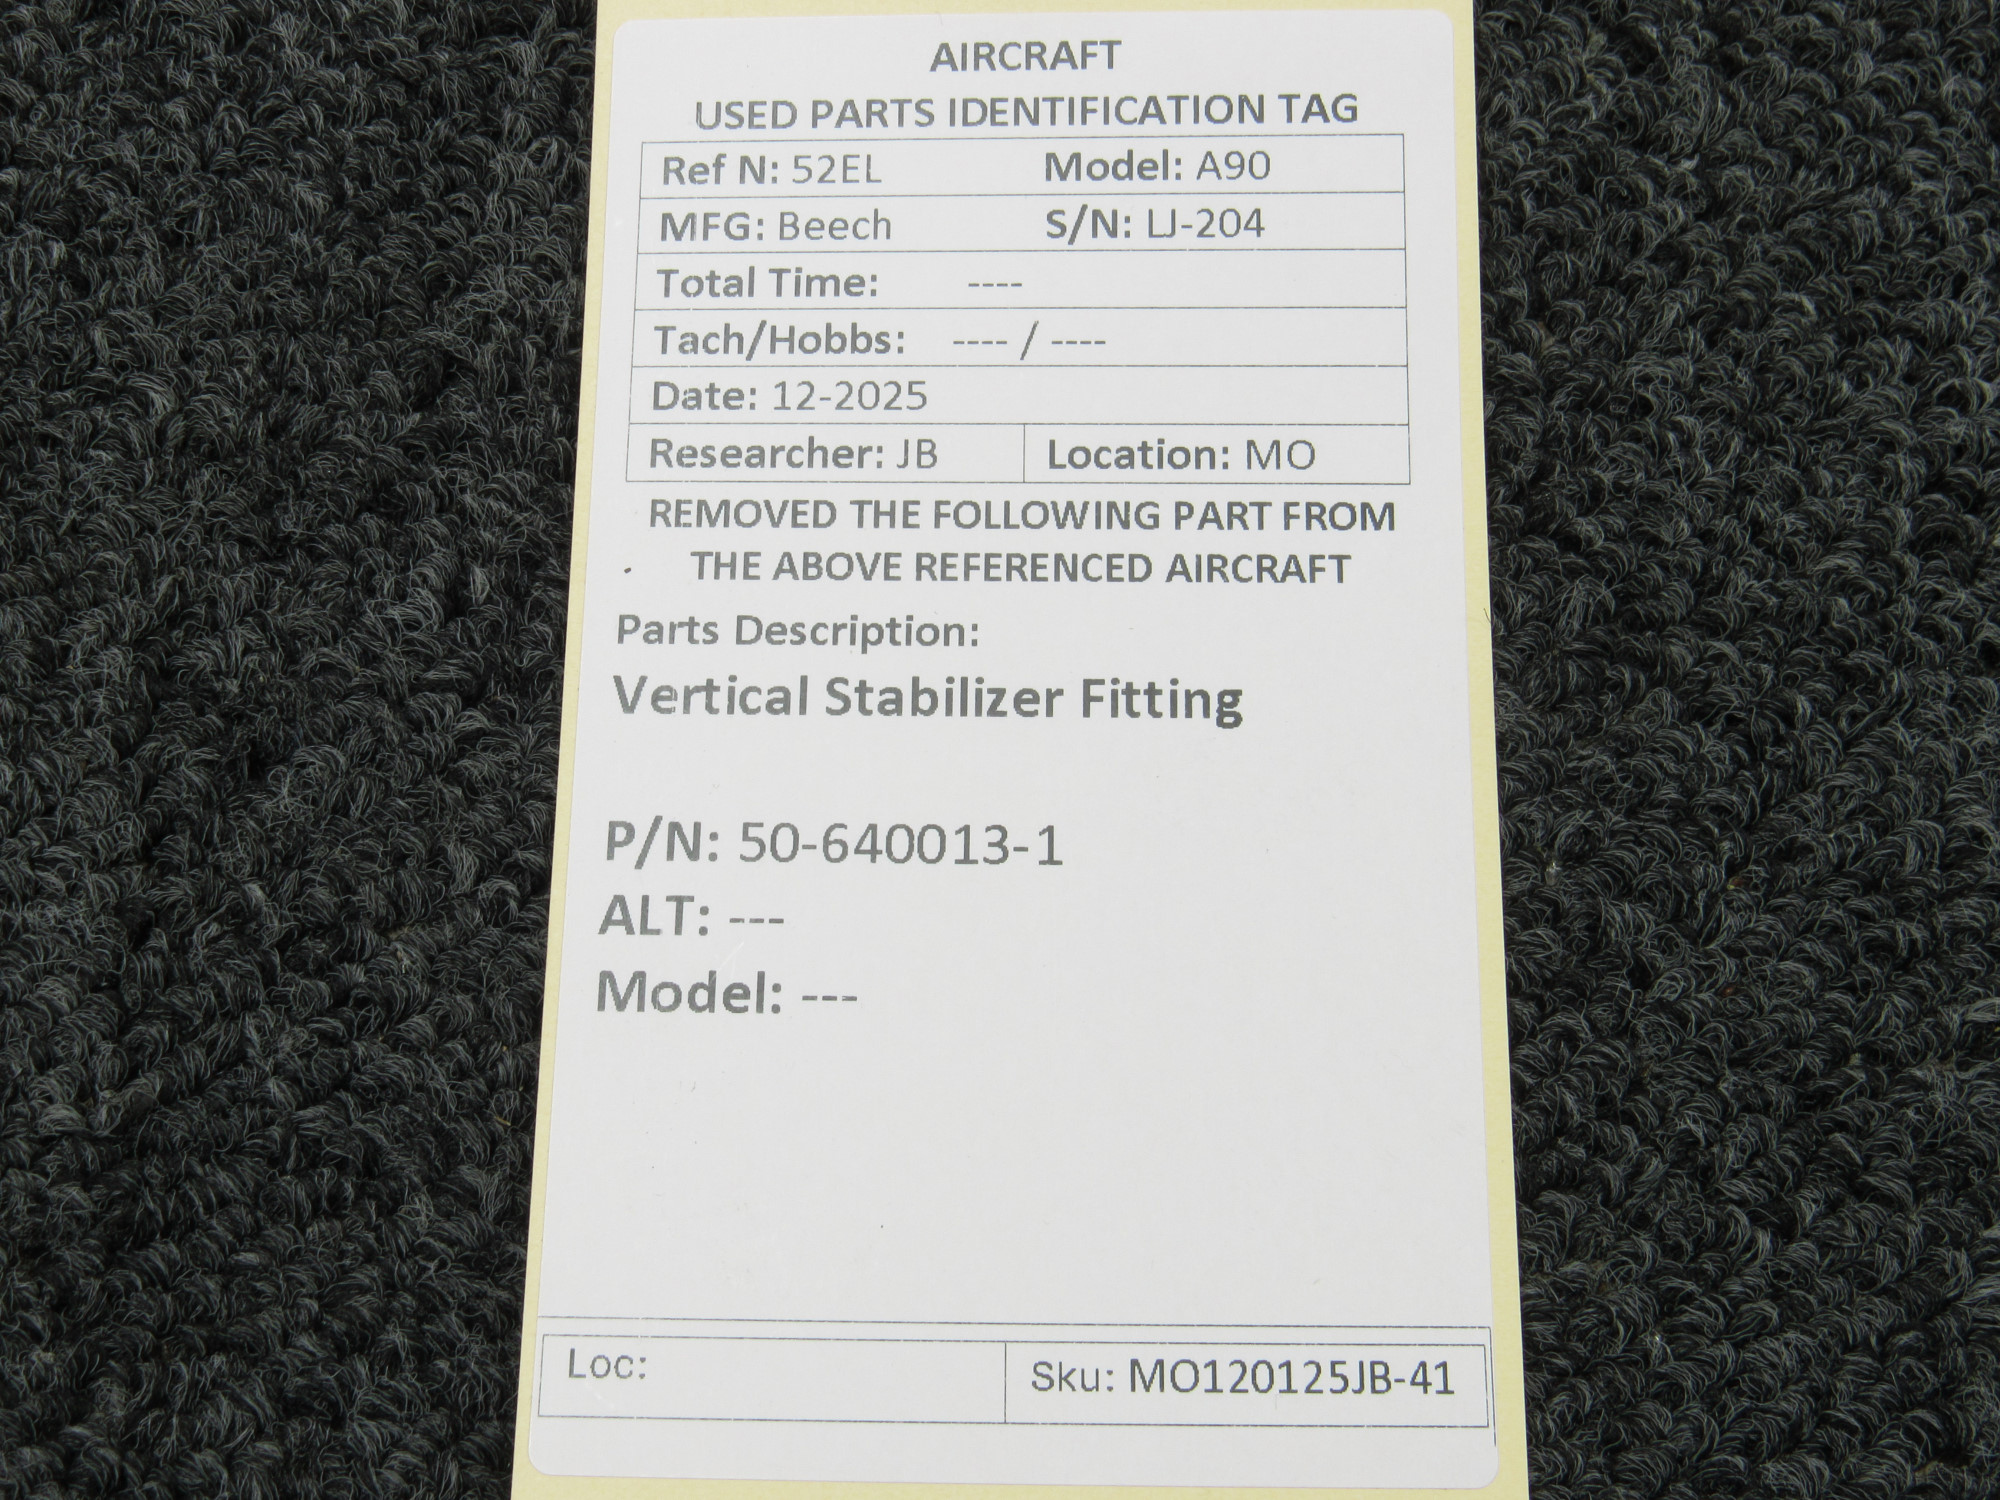 AIRCRAFT
USED PARTS IDENTIFICATION TAG
Ref N: 52EL Model: A90
MFG: Beech S/N: LJ-204
Total Time: ----
Tach/Hobbs: ---- / ----
Date: 12-2025
Researcher: JB Location: MO
REMOVED THE FOLLOWING PART FROM
THE ABOVE REFERENCED AIRCRAFT
Parts Description:
Vertical Stabilizer Fitting
P/N: 50-640013-1
ALT: ---
Model: ---
Loc: Sku: MO120125JB-41